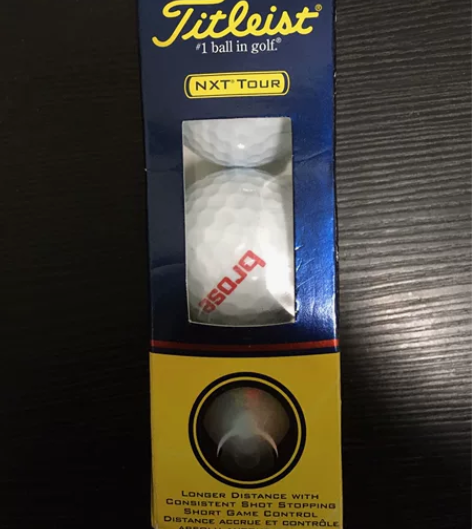 Titleist®
#1 ball in golf.®
NXT® TOUR
brose
LONGER DISTANCE WITH
CONSISTENT SHOT STOPPING
SHORT GAME CONTROL
DISTANCE ACCRUE ET CONTRÔLE